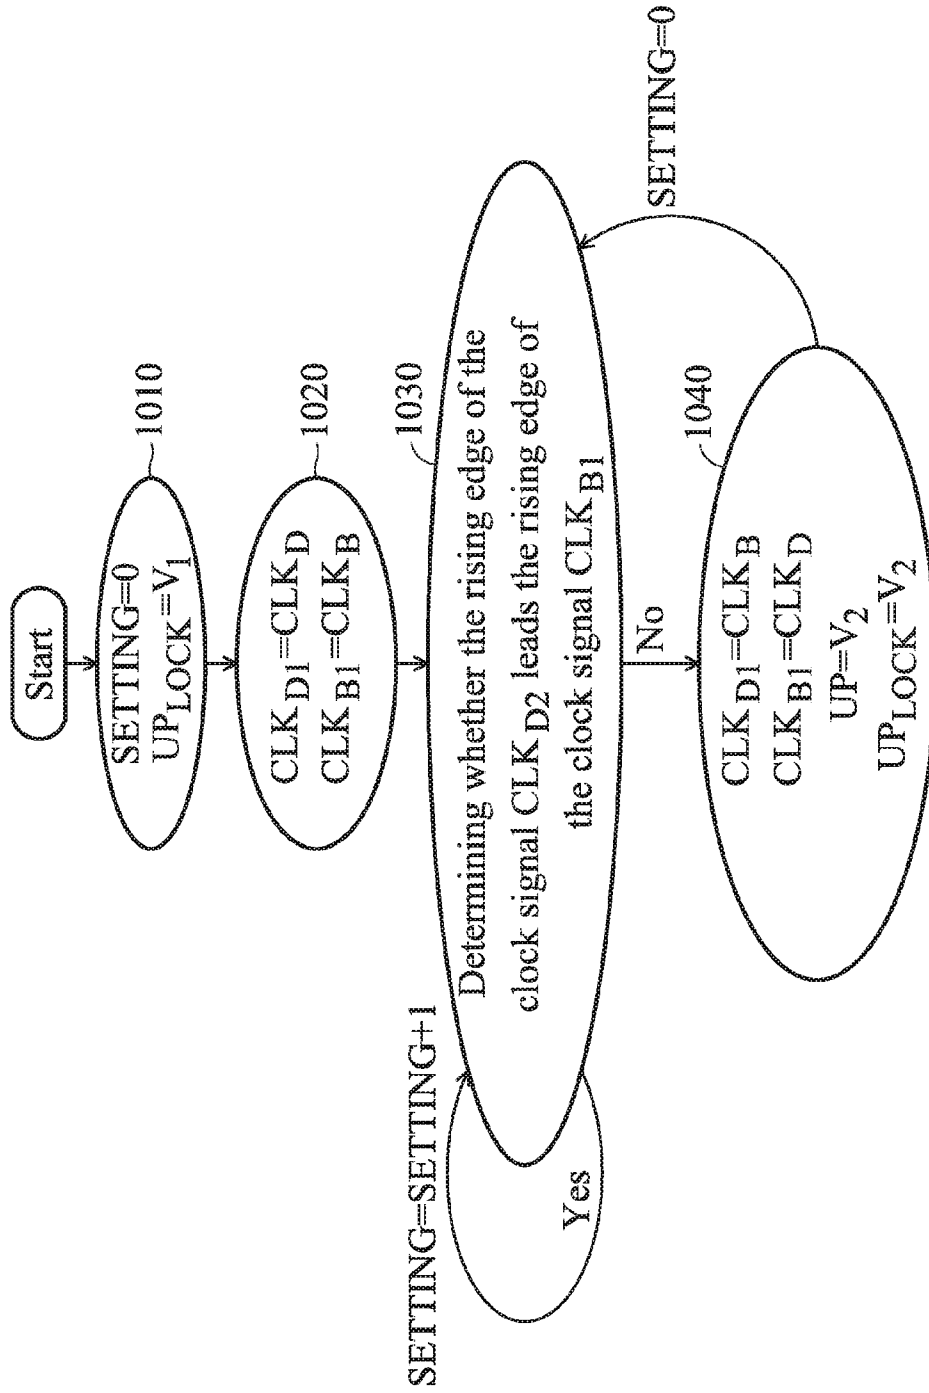 Start
SETTING=0
UP_LOCK=V_1
1010
CLK_D1=CLK_D
CLK_B1=CLK_B
1020
SETTING=SETTING+1
Determining whether the rising edge of the
clock signal CLK_D2 leads the rising edge of
the clock signal CLK_B1
1030
Yes
No
SETTING=0
CLK_D1=CLK_B
CLK_B1=CLK_D
UP=V_2
UP_LOCK=V_2
1040